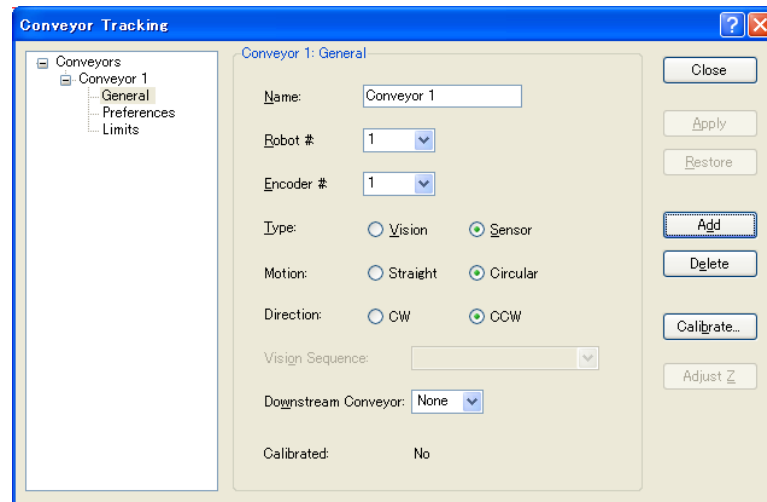 Conveyor Tracking
Conveyors
Conveyor 1
General
Preferences
Limits
Conveyor 1: General
Name: Conveyor 1
Robot #: 1
Encoder # 1
Type: Vision Sensor
Motion: Straight Circular
Direction: CW CCW
Vision Sequence:
Downstream Conveyor: None
Calibrated: No
Close
Apply
Restore
Add
Delete
Calibrate...
Adjust Z